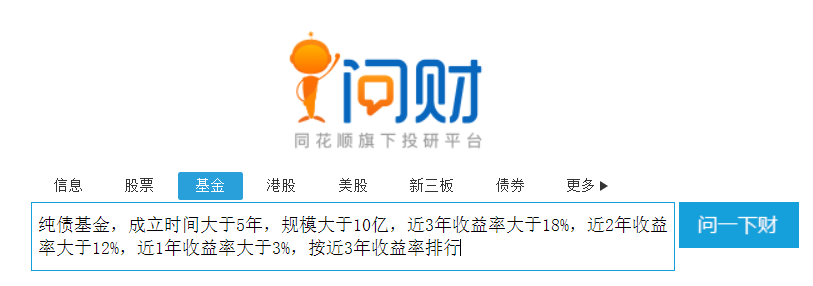 问财
同花顺旗下投研平台
信息 股票 基金 港股 美股 新三板 债券 更多
纯债基金，成立时间大于5年，规模大于10亿，近3年收益率大于18%，近2年收益
率大于12%，近1年收益率大于3%，按近3年收益率排行
问一下财